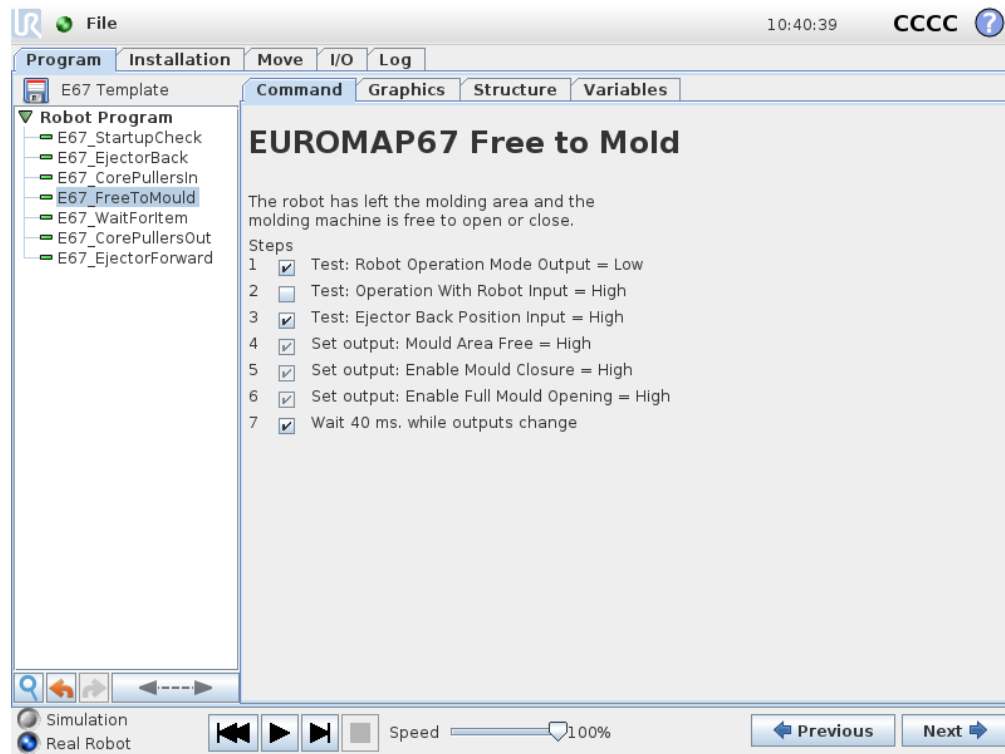 UR File 10:40:39 CCCC ?
Program Installation Move I/O Log
E67 Template
Command Graphics Structure Variables
Robot Program
E67_StartupCheck
E67_EjectorBack
E67_CorePullersIn
E67_FreeToMould
E67_WaitForItem
E67_CorePullersOut
E67_EjectorForward
EUROMAP67 Free to Mold
The robot has left the molding area and the
molding machine is free to open or close.
Steps
1 Test: Robot Operation Mode Output = Low
2 Test: Operation With Robot Input = High
3 Test: Ejector Back Position Input = High
4 Set output: Mould Area Free = High
5 Set output: Enable Mould Closure = High
6 Set output: Enable Full Mould Opening = High
7 Wait 40 ms. while outputs change
Simulation
Real Robot
Speed 100%
Previous Next